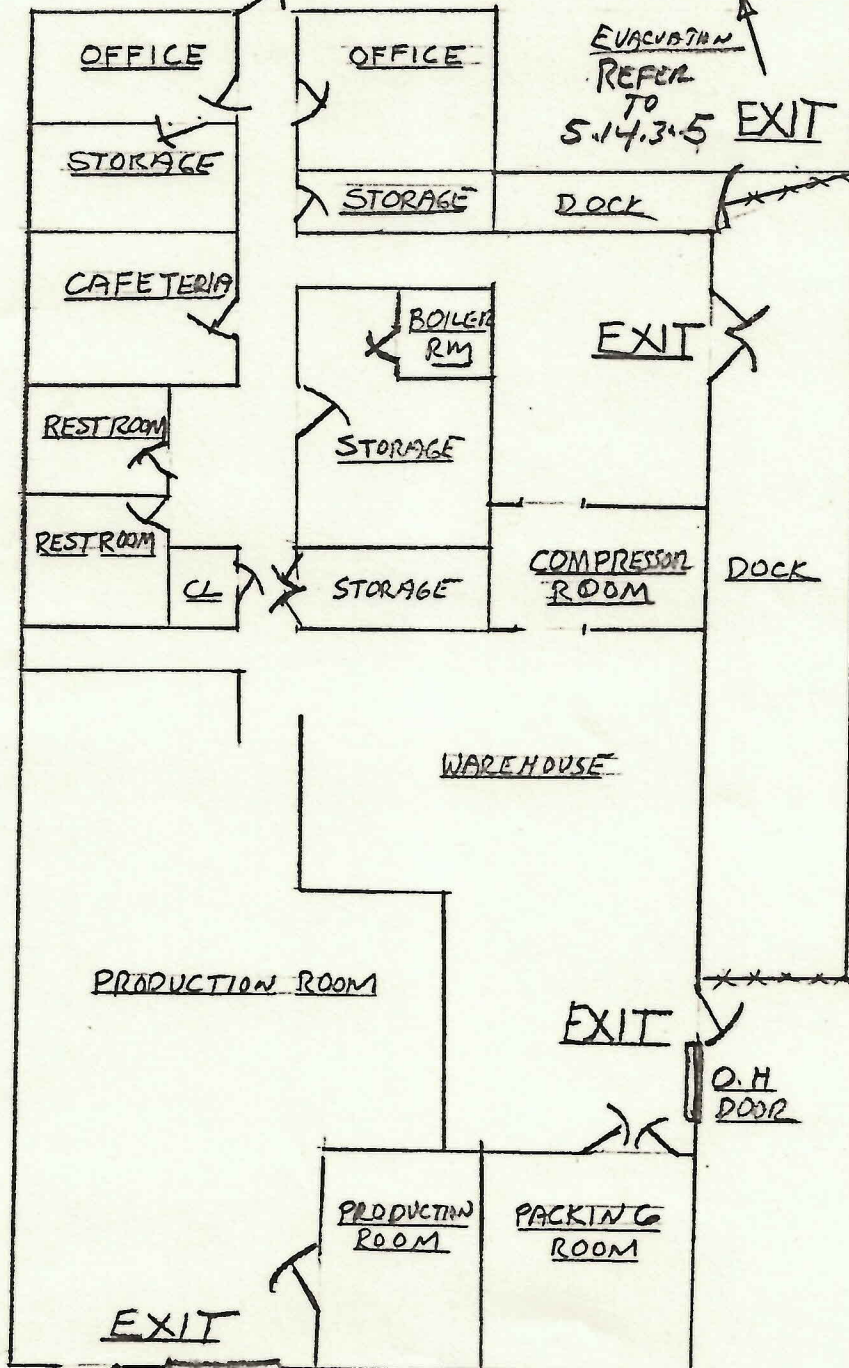 OFFICE
OFFICE
EVACUATION
REFER
TO
5.14.3.5
EXIT
STORAGE
STORAGE
DOCK
CAFETERIA
BOILER
RM
EXIT
RESTROOM
STORAGE
RESTROOM
CL
STORAGE
COMPRESSOR
ROOM
DOCK
WAREHOUSE
PRODUCTION ROOM
EXIT
O.H
DOOR
PRODUCTION
ROOM
PACKING
ROOM
EXIT